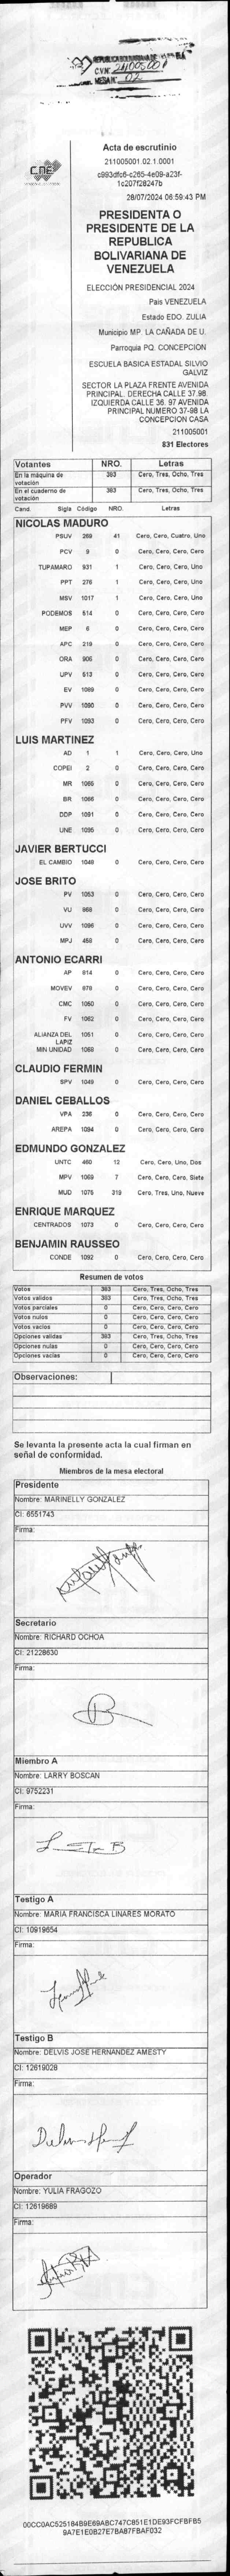 CVN: 211005001
MESAN: 02
CNE
Acta de escrutinio
211005001.02.1.0001
c993dfc6-c265-4e09-a23f-
1c207f28247b
28/07/2024 06:59:43 PM
PRESIDENTA O
PRESIDENTE DE LA
REPUBLICA
BOLIVARIANA DE
VENEZUELA
ELECCIÓN PRESIDENCIAL 2024
Pais VENEZUELA
Estado EDO. ZULIA
Municipio MP. LA CAÑADA DE U.
Parroquia PQ. CONCEPCION
ESCUELA BASICA ESTADAL SILVIO
GALVIZ
SECTOR LA PLAZA FRENTE AVENIDA
PRINCIPAL. DERECHA CALLE 37-98.
IZQUIERDA CALLE 36. 97 AVENIDA
PRINCIPAL NUMERO 37-98 LA
CONCEPCION CASA
211005001
831 Electores
Votantes NRO. Letras
En la máquina de votación 383 Cero, Tres, Ocho, Tres
En el cuaderno de votación 383 Cero, Tres, Ocho, Tres
Cand. Sigla Código NRO. Letras
NICOLAS MADURO
PSUV 269 41 Cero, Cero, Cuatro, Uno
PCV 9 0 Cero, Cero, Cero, Cero
TUPAMARO 931 1 Cero, Cero, Cero, Uno
PPT 276 1 Cero, Cero, Cero, Uno
MSV 1017 1 Cero, Cero, Cero, Uno
PODEMOS 514 0 Cero, Cero, Cero, Cero
MEP 6 0 Cero, Cero, Cero, Cero
APC 219 0 Cero, Cero, Cero, Cero
ORA 906 0 Cero, Cero, Cero, Cero
UPV 513 0 Cero, Cero, Cero, Cero
EV 1089 0 Cero, Cero, Cero, Cero
PVV 1090 0 Cero, Cero, Cero, Cero
PFV 1093 0 Cero, Cero, Cero, Cero
LUIS MARTINEZ
AD 1 1 Cero, Cero, Cero, Uno
COPEI 2 0 Cero, Cero, Cero, Cero
MR 1065 0 Cero, Cero, Cero, Cero
BR 1066 0 Cero, Cero, Cero, Cero
DDP 1091 0 Cero, Cero, Cero, Cero
UNE 1095 0 Cero, Cero, Cero, Cero
JAVIER BERTUCCI
EL CAMBIO 1048 0 Cero, Cero, Cero, Cero
JOSE BRITO
PV 1053 0 Cero, Cero, Cero, Cero
VU 969 0 Cero, Cero, Cero, Cero
UVV 1096 0 Cero, Cero, Cero, Cero
MPJ 458 0 Cero, Cero, Cero, Cero
ANTONIO ECARRI
AP 914 0 Cero, Cero, Cero, Cero
MOVEV 979 0 Cero, Cero, Cero, Cero
CMC 1050 0 Cero, Cero, Cero, Cero
FV 1062 0 Cero, Cero, Cero, Cero
ALIANZA DEL LAPIZ 1051 0 Cero, Cero, Cero, Cero
MIN UNIDAD 1068 0 Cero, Cero, Cero, Cero
CLAUDIO FERMIN
SPV 1049 0 Cero, Cero, Cero, Cero
DANIEL CEBALLOS
VPA 236 0 Cero, Cero, Cero, Cero
AREPA 1094 0 Cero, Cero, Cero, Cero
EDMUNDO GONZALEZ
UNTC 460 12 Cero, Cero, Uno, Dos
MPV 1069 7 Cero, Cero, Cero, Siete
MUD 1075 319 Cero, Tres, Uno, Nueve
ENRIQUE MARQUEZ
CENTRADOS 1073 0 Cero, Cero, Cero, Cero
BENJAMIN RAUSSEO
CONDE 1092 0 Cero, Cero, Cero, Cero
Resumen de votos
Votos 383 Cero, Tres, Ocho, Tres
Votos validos 383 Cero, Tres, Ocho, Tres
Votos parciales 0 Cero, Cero, Cero, Cero
Votos nulos 0 Cero, Cero, Cero, Cero
Votos vacios 0 Cero, Cero, Cero, Cero
Opciones validas 383 Cero, Tres, Ocho, Tres
Opciones nulas 0 Cero, Cero, Cero, Cero
Opciones vacias 0 Cero, Cero, Cero, Cero
Observaciones:
Se levanta la presente acta la cual firman en
señal de conformidad.
Miembros de la mesa electoral
Presidente
Nombre: MARINELLY GONZALEZ
CI: 6551743
Firma:
Secretario
Nombre: RICHARD OCHOA
CI: 21228630
Firma:
Miembro A
Nombre: LARRY BOSCAN
CI: 9752231
Firma:
Testigo A
Nombre: MARIA FRANCISCA LINARES MORATO
CI: 10919654
Firma:
Testigo B
Nombre: DELVIS JOSE HERNANDEZ AMESTY
CI: 12619028
Firma:
Operador
Nombre: YULIA FRAGOZO
CI: 12619689
Firma:
00CC0AC525184B9E69ABC747C851E1DE93FCFBFB5
9A7E1E0B27E7BA87FBAF032